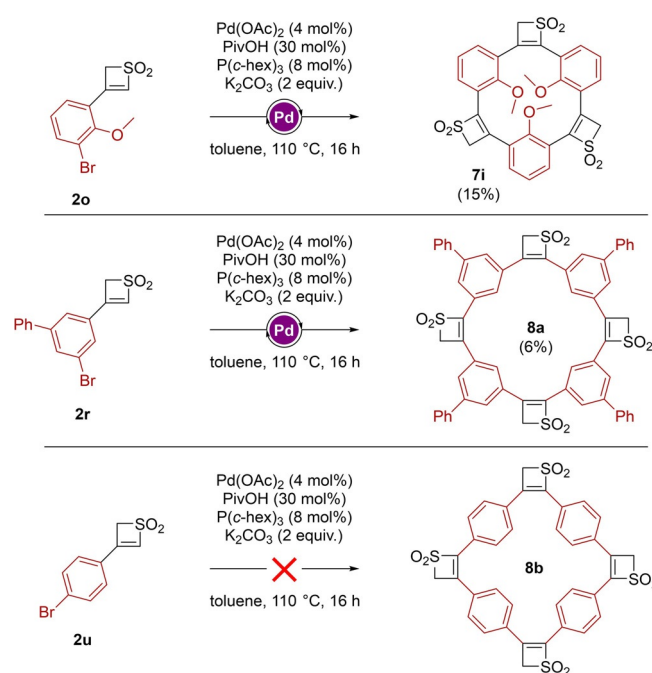 Pd(OAc)2 (4 mol%)
PivOH (30 mol%)
P(c-hex)3 (8 mol%)
K2CO3 (2 equiv.)
Pd
toluene, 110 °C, 16 h
SO2
O
Br
2o
SO2
O
O
O
SO2
SO2
7i
(15%)
Pd(OAc)2 (4 mol%)
PivOH (30 mol%)
P(c-hex)3 (8 mol%)
K2CO3 (2 equiv.)
Pd
toluene, 110 °C, 16 h
SO2
Ph
Br
2r
Ph
SO2
Ph
O2S
8a
(6%)
SO2
Ph
SO2
Ph
Pd(OAc)2 (4 mol%)
PivOH (30 mol%)
P(c-hex)3 (8 mol%)
K2CO3 (2 equiv.)
toluene, 110 °C, 16 h
SO2
Br
2u
SO2
O2S
8b
SO
SO2